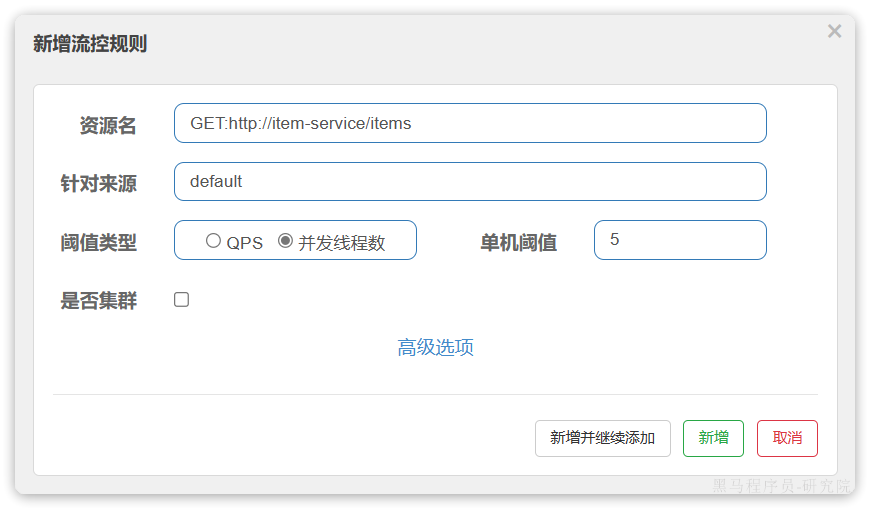 新增流控规则
×
资源名 GET:http://item-service/items
针对来源 default
阈值类型 QPS 并发线程数 单机阈值 5
是否集群
高级选项
新增并继续添加 新增 取消
黑马程序员-研究院